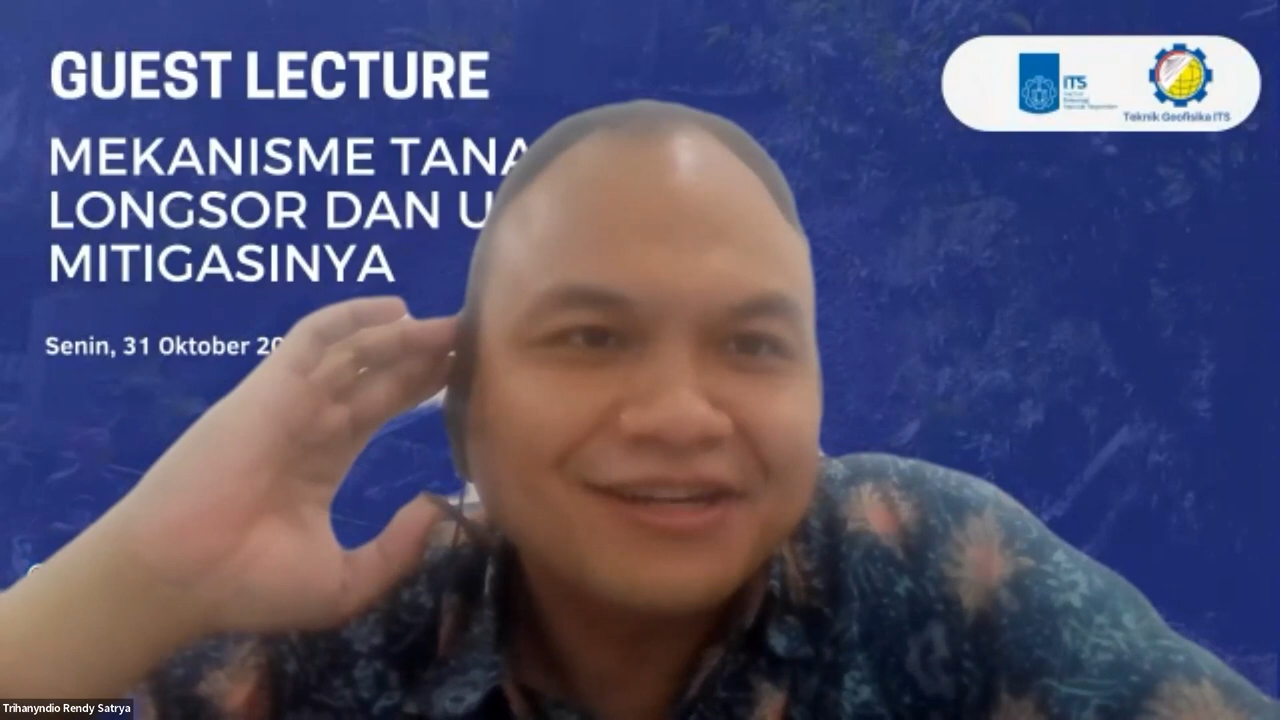 GUEST LECTURE
MEKANISME TANA
LONGSOR DAN U
MITIGASINYA
Senin, 31 Oktober 20
ITS
Teknik Geofisika ITS
Trihanyndio Rendy Satrya